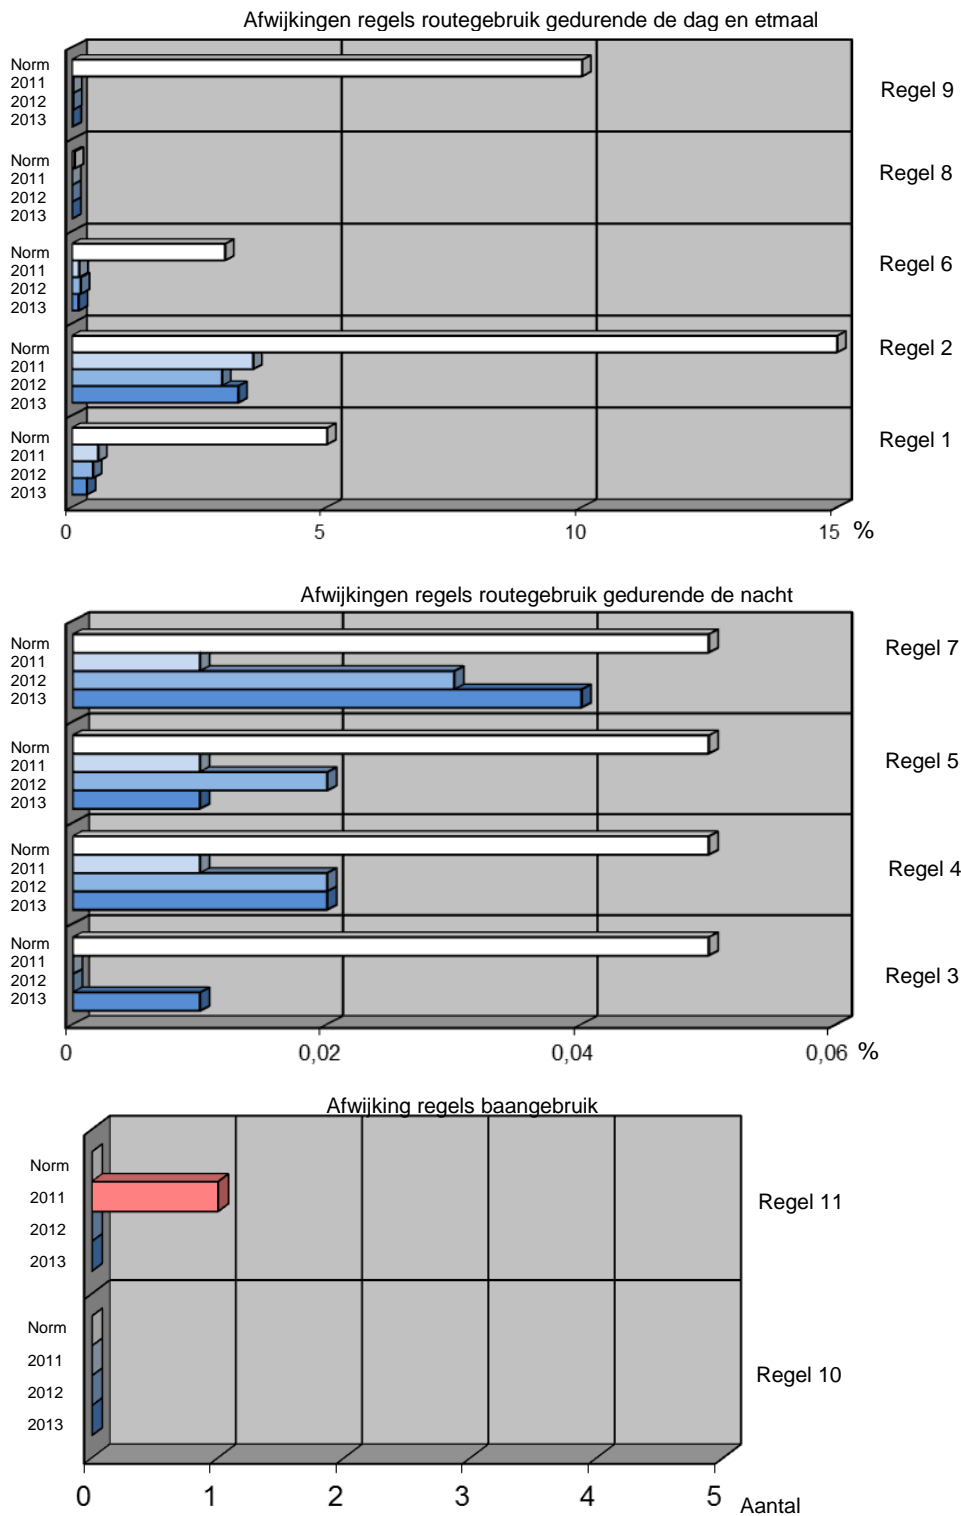 Afwijkingen regels routegebruik gedurende de dag en etmaal
Norm
2011
2012
2013
Regel 9
Norm
2011
2012
2013
Regel 8
Norm
2011
2012
2013
Regel 6
Norm
2011
2012
2013
Regel 2
Norm
2011
2012
2013
Regel 1
0 5 10 15 %
Afwijkingen regels routegebruik gedurende de nacht
Norm
2011
2012
2013
Regel 7
Norm
2011
2012
2013
Regel 5
Norm
2011
2012
2013
Regel 4
Norm
2011
2012
2013
Regel 3
0 0,02 0,04 0,06 %
Afwijking regels baangebruik
Norm
2011
2012
2013
Regel 11
Norm
2011
2012
2013
Regel 10
0 1 2 3 4 5 Aantal